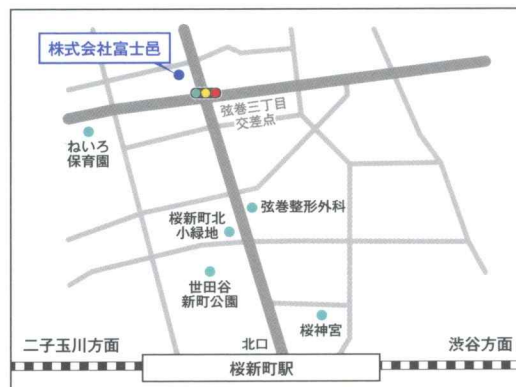 株式会社富士邑
弦巻三丁目
交差点
ねいろ
保育園
弦巻整形外科
桜新町北
小緑地
世田谷
新町公園
桜神宮
北口
二子玉川方面
渋谷方面
桜新町駅